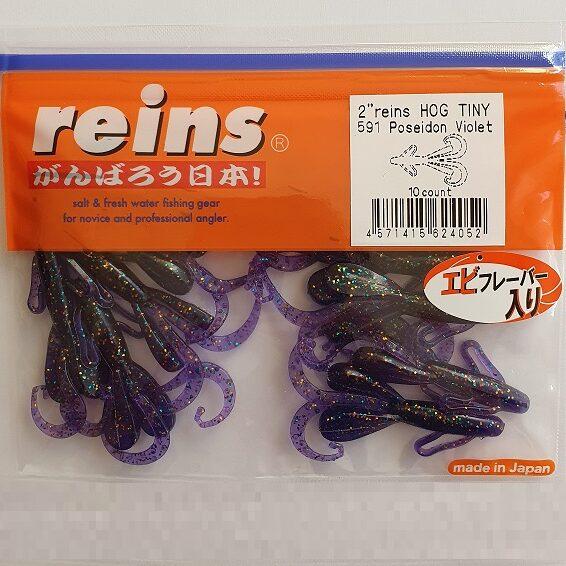 reins®
がんばろう日本!
salt & fresh water fishing gear
for novice and professional angler.
2"reins HOG TINY
591 Poseidon Violet
10count
4 571415 624052
エビフレーバー
入り
made in Japan